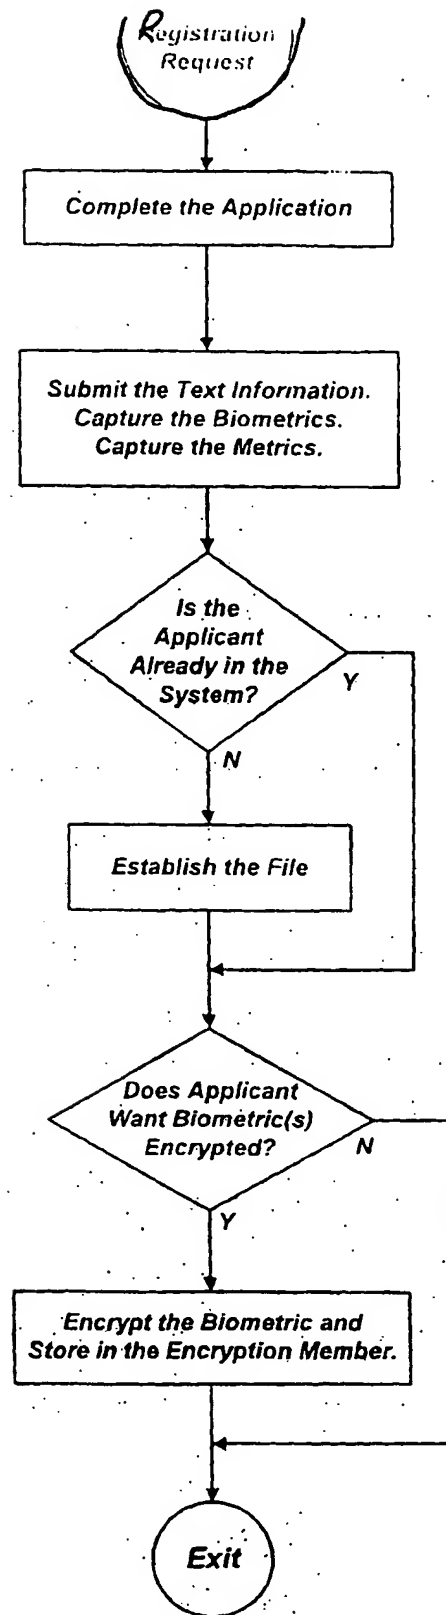 Registration
Request
Complete the Application
Submit the Text Information.
Capture the Biometrics.
Capture the Metrics.
Is the
Applicant
Already in the
System?
Y
N
Establish the File
Does Applicant
Want Biometric(s)
Encrypted?
N
Y
Encrypt the Biometric and
Store in the Encryption Member.
Exit